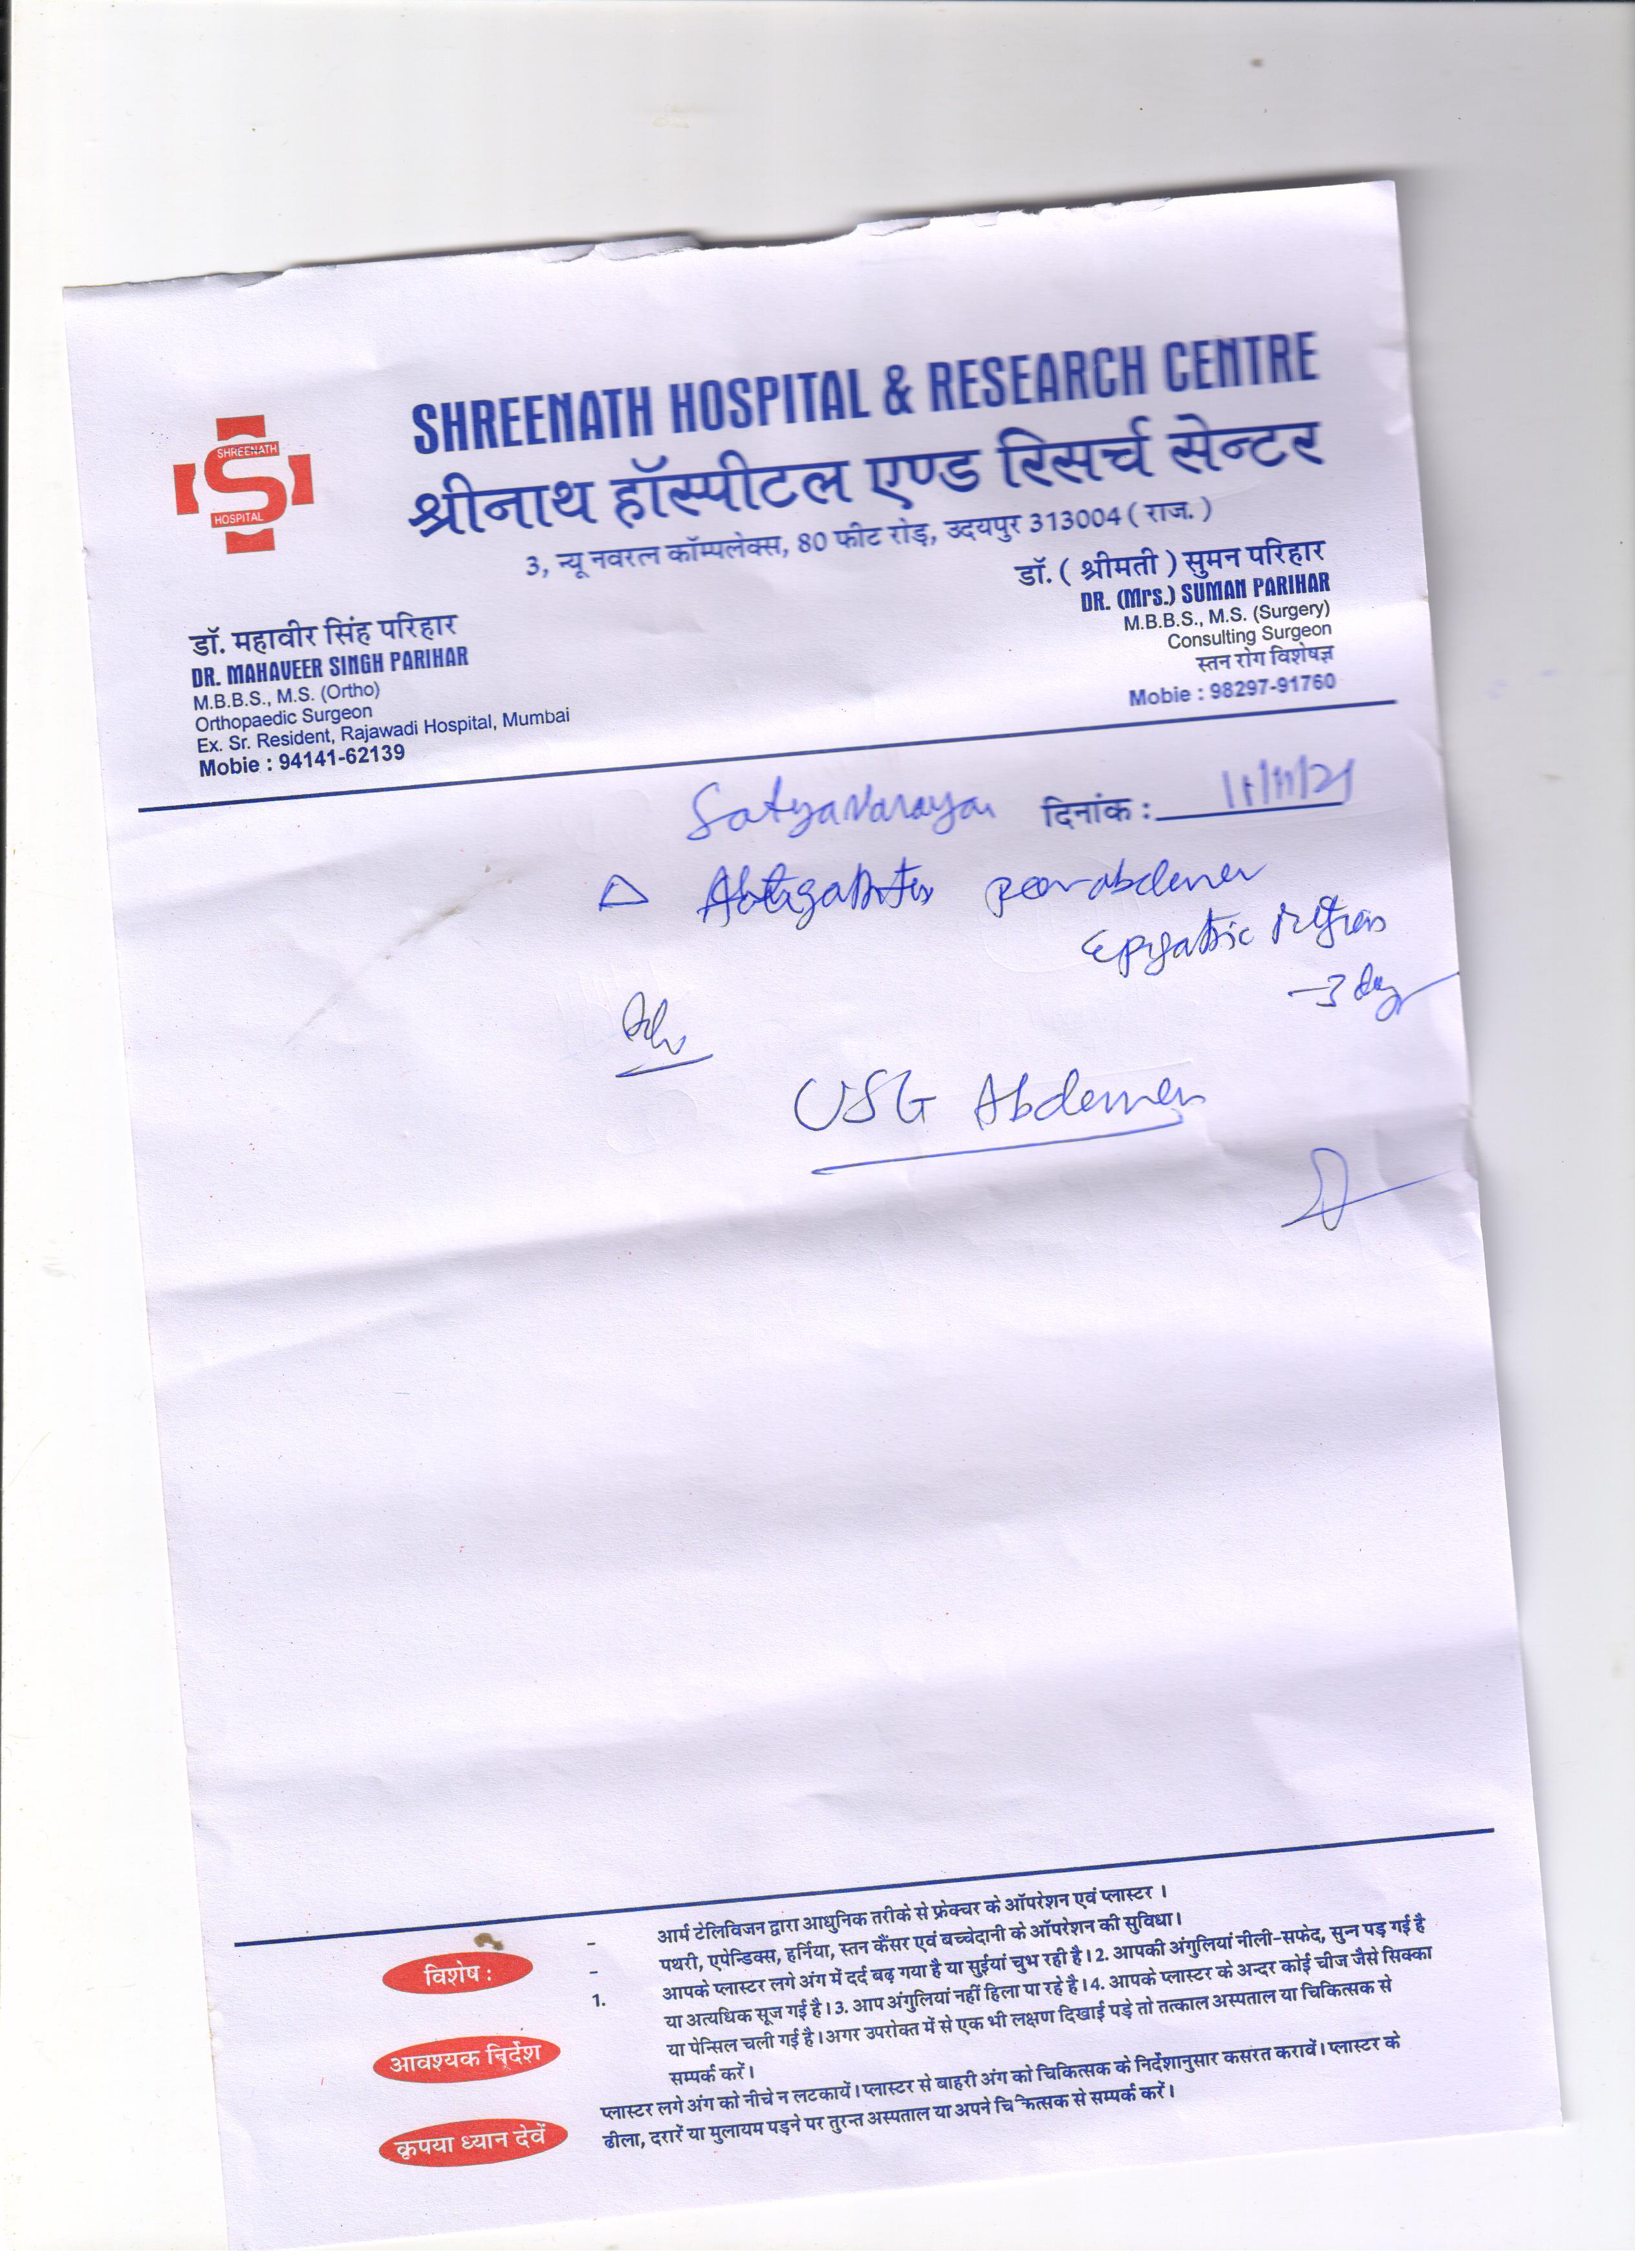 SHREENATH HOSPITAL & RESEARCH CENTRE
श्रीनाथ हॉस्पीटल एण्ड रिसर्च सेन्टर
3, न्यू नवरत्न कॉम्पलेक्स, 80 फीट रोड़, उदयपुर 313004 ( राज. )
SHREENATH
S
HOSPITAL
डॉ. महावीर सिंह परिहार
DR. MAHAVEER SINGH PARIHAR
M.B.B.S., M.S. (Ortho)
Orthopaedic Surgeon
Ex. Sr. Resident, Rajawadi Hospital, Mumbai
Mobie : 94141-62139
डॉ. ( श्रीमती ) सुमन परिहार
DR. (Mrs.) SUMAN PARIHAR
M.B.B.S., M.S. (Surgery)
Consulting Surgeon
स्तन रोग विशेषज्ञ
Mobie : 98297-91760
Satyanarayan दिनांक : 11/11/21
Δ
- 3 day
Adv
USG Abdomen
विशेष :
- आर्म टेलिविजन द्वारा आधुनिक तरीके से फ्रेक्चर के ऑपरेशन एवं प्लास्टर ।
- पथरी, एपेन्डिक्स, हर्निया, स्तन कैंसर एवं बच्चेदानी के ऑपरेशन की सुविधा।
आवश्यक निर्देश
1. आपके प्लास्टर लगे अंग में दर्द बढ़ गया है या सुईयां चुभ रही है। 2. आपकी अंगुलियां नीली-सफेद, सुन्न पड़ गई है
या अत्यधिक सूज गई है। 3. आप अंगुलियां नहीं हिला पा रहे है। 4. आपके प्लास्टर के अन्दर कोई चीज जैसे सिक्का
या पेन्सिल चली गई है। अगर उपरोक्त में से एक भी लक्षण दिखाई पड़े तो तत्काल अस्पताल या चिकित्सक से
सम्पर्क करें।
कृपया ध्यान देवें
प्लास्टर लगे अंग को नीचे न लटकायें। प्लास्टर से बाहरी अंग को चिकित्सक के निर्देशानुसार कसरत करावें। प्लास्टर के
ढीला, दरारें या मुलायम पड़ने पर तुरन्त अस्पताल या अपने चिकित्सक से सम्पर्क करें।